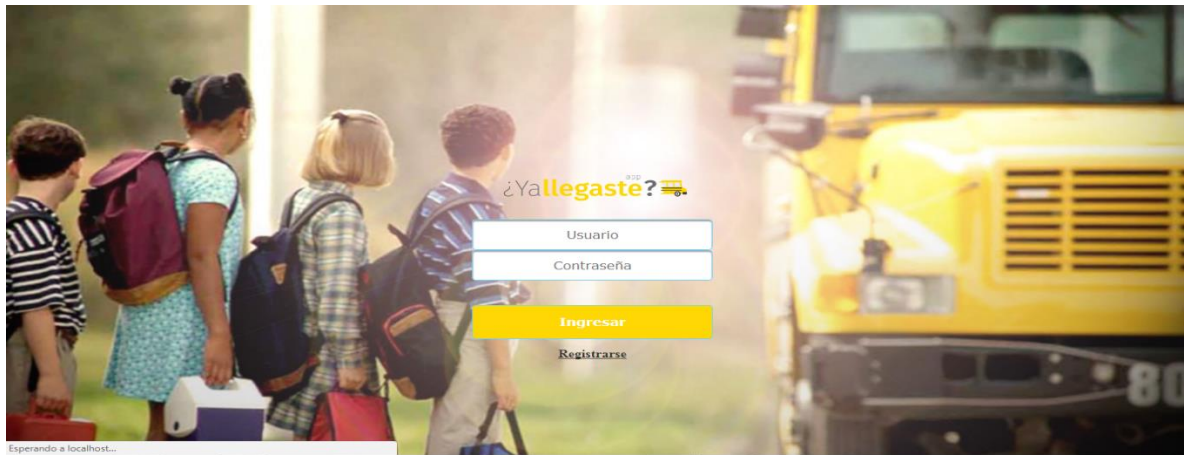 app
¿Yallegaste?
Usuario
Contraseña
Ingresar
Registrarse
80
Esperando a localhost...